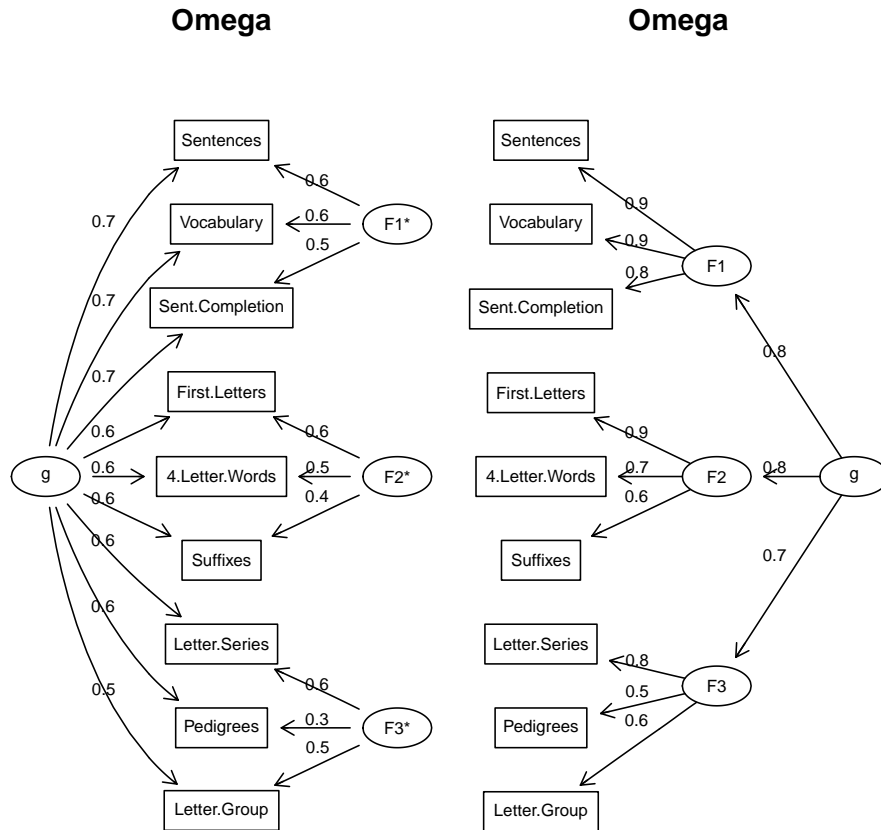 Omega
Sentences
Vocabulary
Sent.Completion
First.Letters
4.Letter.Words
Suffixes
Letter.Series
Pedigrees
Letter.Group
g
0.7
0.7
0.7
0.6
0.6
0.6
0.6
0.6
0.5
F1*
0.6
0.6
0.5
F2*
0.6
0.5
0.4
F3*
0.6
0.3
0.5
Omega
Sentences
Vocabulary
Sent.Completion
First.Letters
4.Letter.Words
Suffixes
Letter.Series
Pedigrees
Letter.Group
F1
0.9
0.9
0.8
F2
0.9
0.7
0.6
F3
0.8
0.5
0.6
g
0.8
0.8
0.7